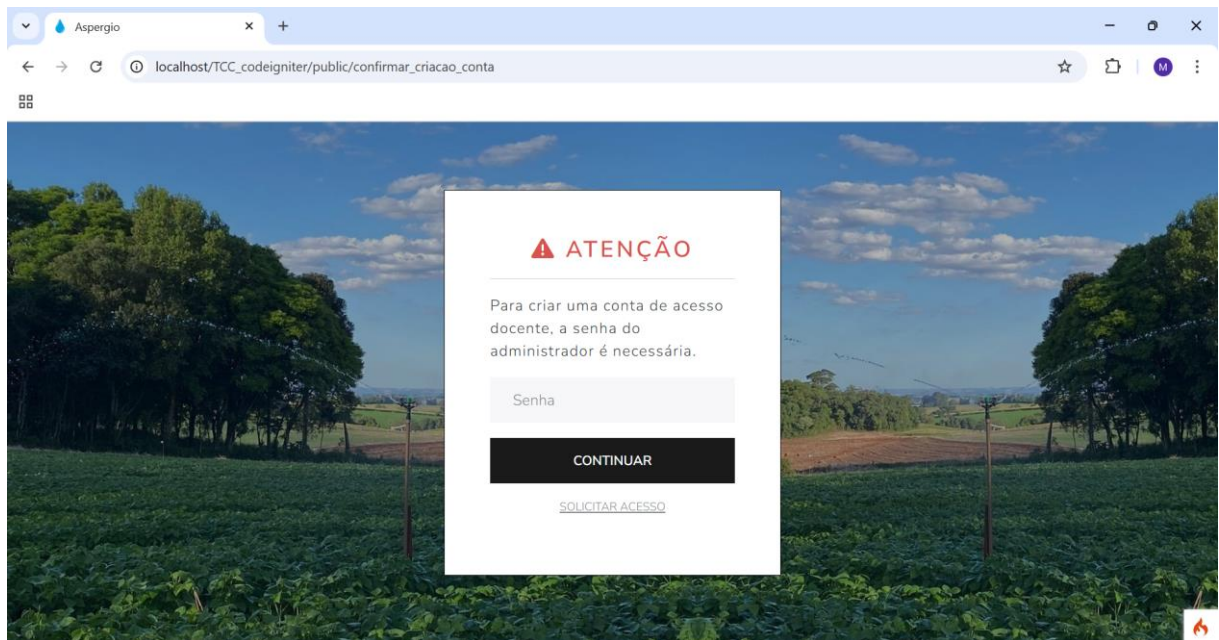 Aspergio
localhost/TCC_codeigniter/public/confirmar_criacao_conta
M
ATENÇÃO
Para criar uma conta de acesso
docente, a senha do
administrador é necessária.
Senha
CONTINUAR
SOLICITAR ACESSO